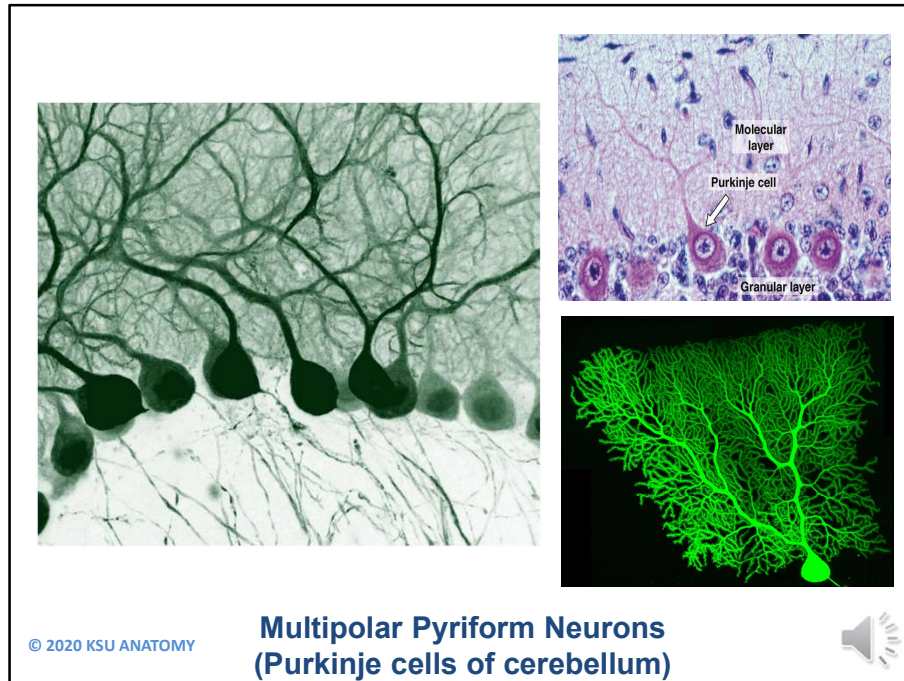 Molecular
layer
Purkinje cell
Granular layer
© 2020 KSU ANATOMY
Multipolar Pyriform Neurons
(Purkinje cells of cerebellum)